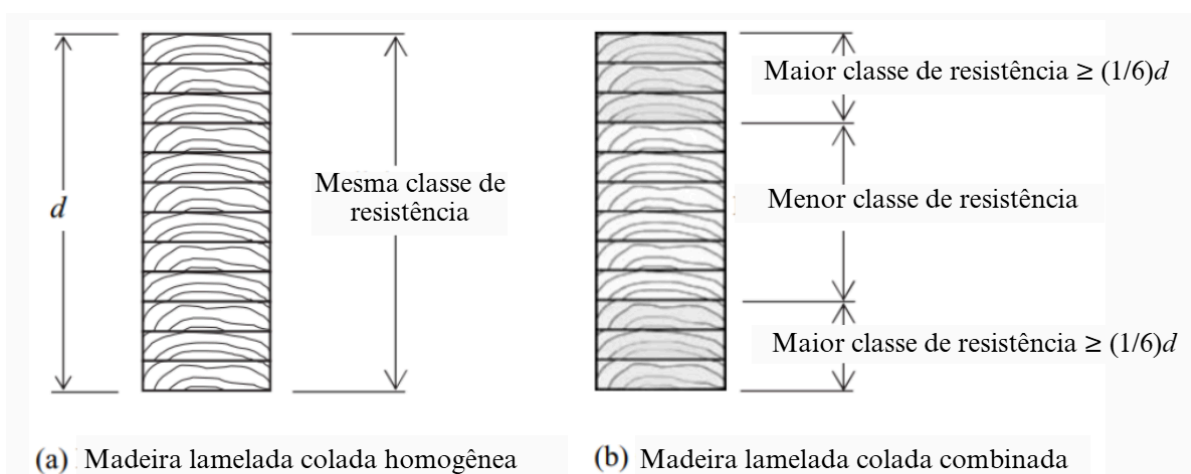 d
Mesma classe de
resistência
Maior classe de resistência ≥ (1/6)d
Menor classe de resistência
Maior classe de resistência ≥ (1/6)d
(a) Madeira lamelada colada homogênea
(b) Madeira lamelada colada combinada